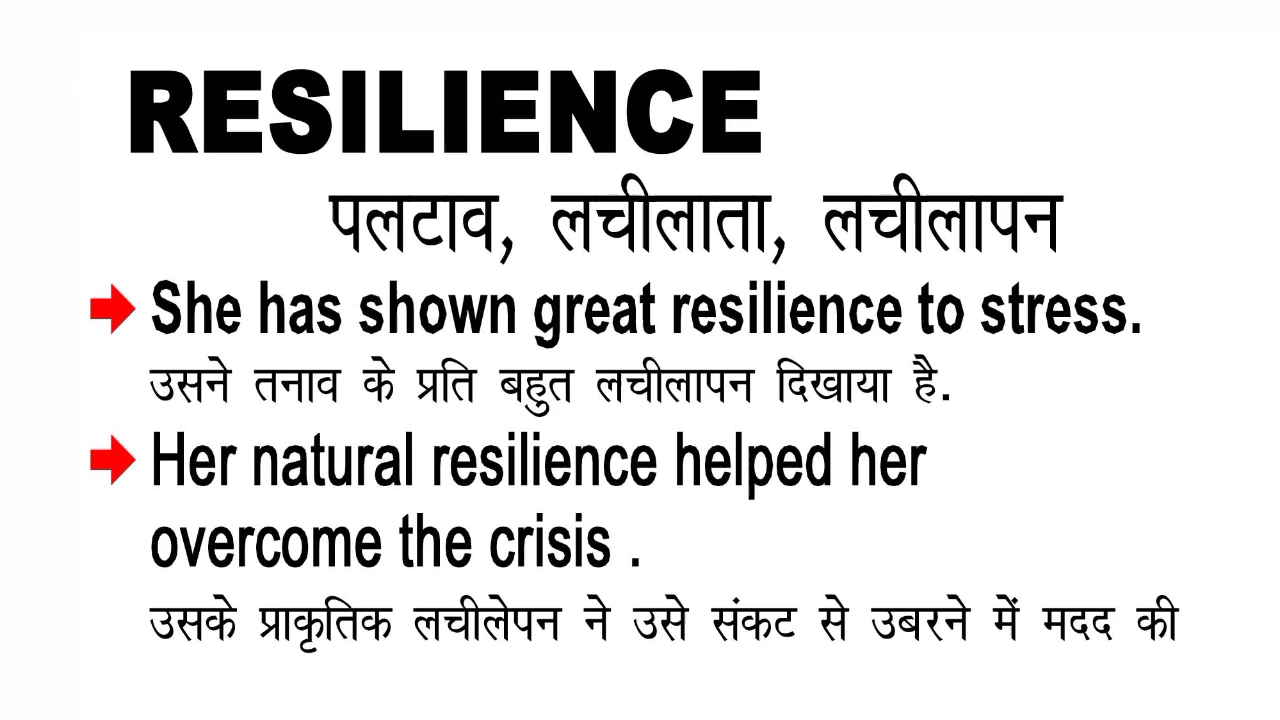 RESILIENCE
पलटाव, लचीलाता, लचीलापन
She has shown great resilience to stress.
उसने तनाव के प्रति बहुत लचीलापन दिखाया है.
Her natural resilience helped her
overcome the crisis .
उसके प्राकृतिक लचीलेपन ने उसे संकट से उबरने में मदद की